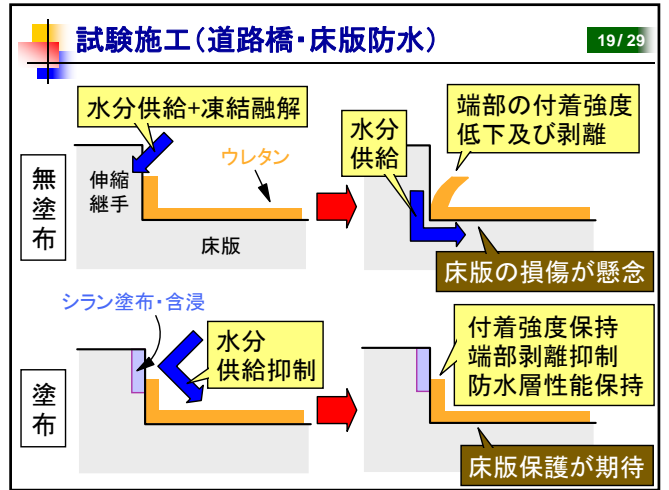 試験施工(道路橋・床版防水)
19/ 29
水分供給+凍結融解
端部の付着強度
低下及び剥離
水分
供給
無
塗
布
伸縮
継手
ウレタン
床版
床版の損傷が懸念
シラン塗布・含浸
水分
供給抑制
付着強度保持
端部剥離抑制
防水層性能保持
塗
布
床版保護が期待